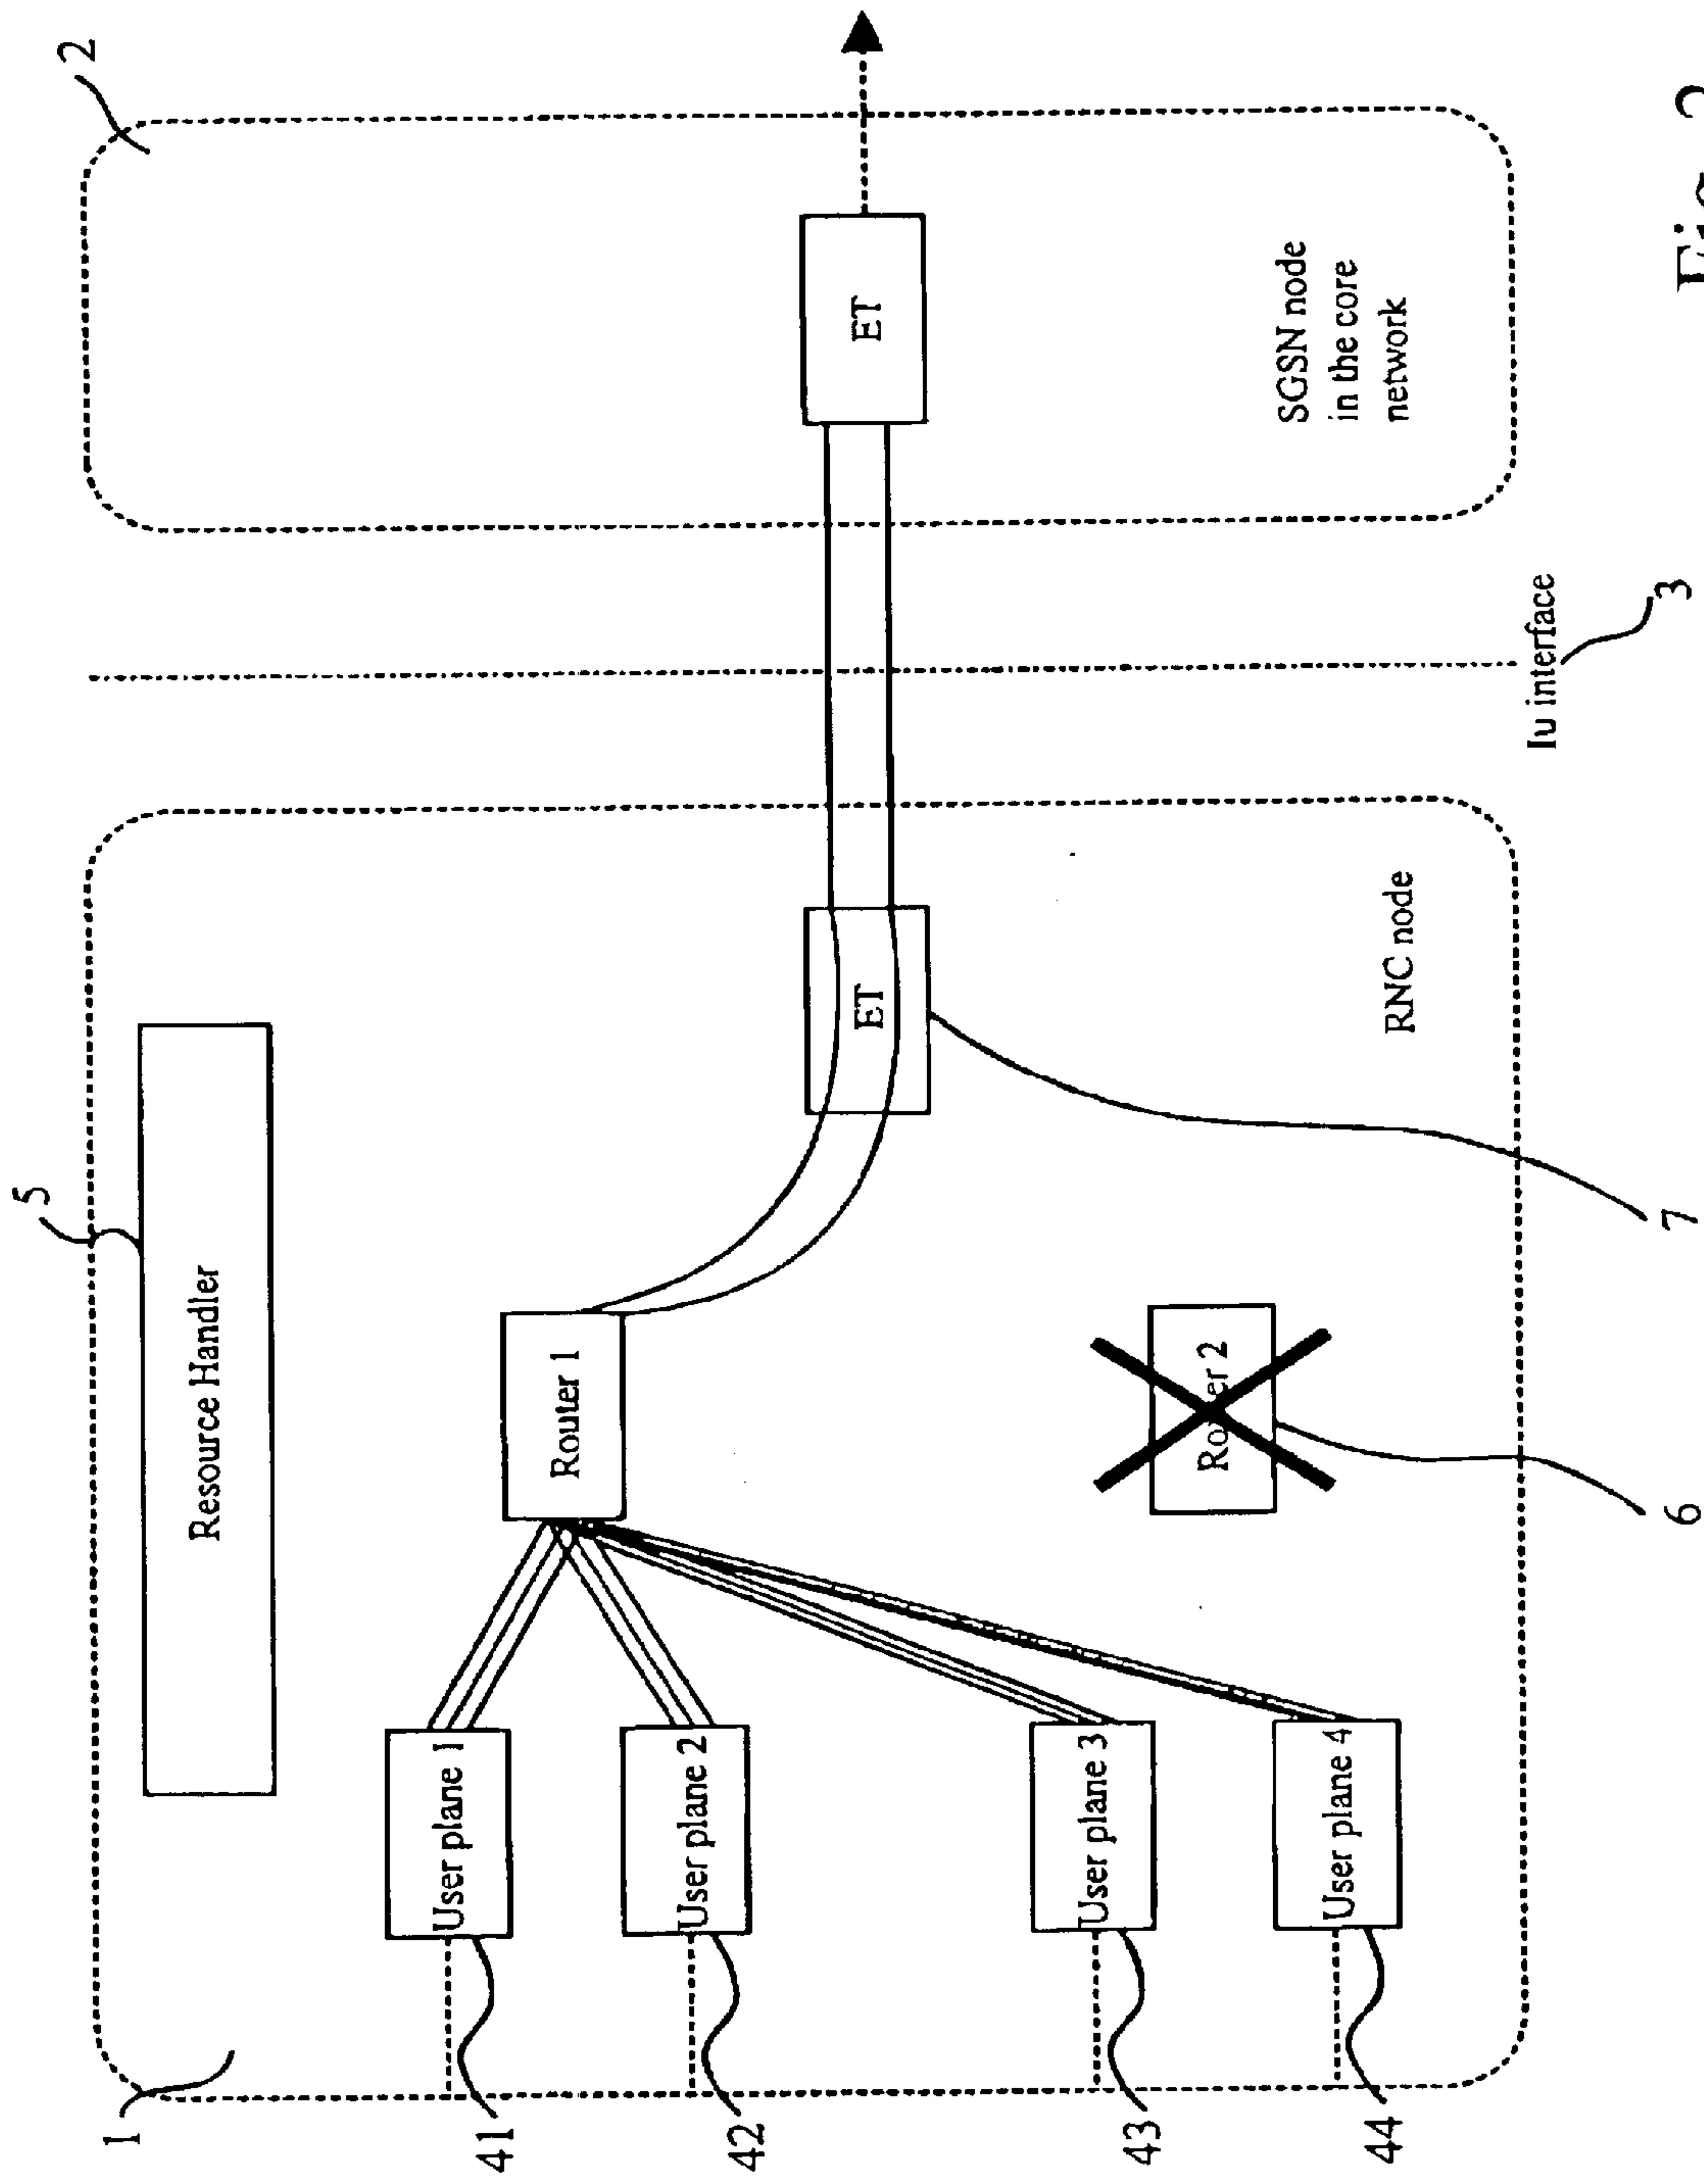 1
5
2
Resource Handler
User plane 1
41
User plane 2
42
User plane 3
43
User plane 4
44
Router 1
Router 2
6
ET
7
RNC node
Iu interface
3
ET
SGSN node
in the core
network